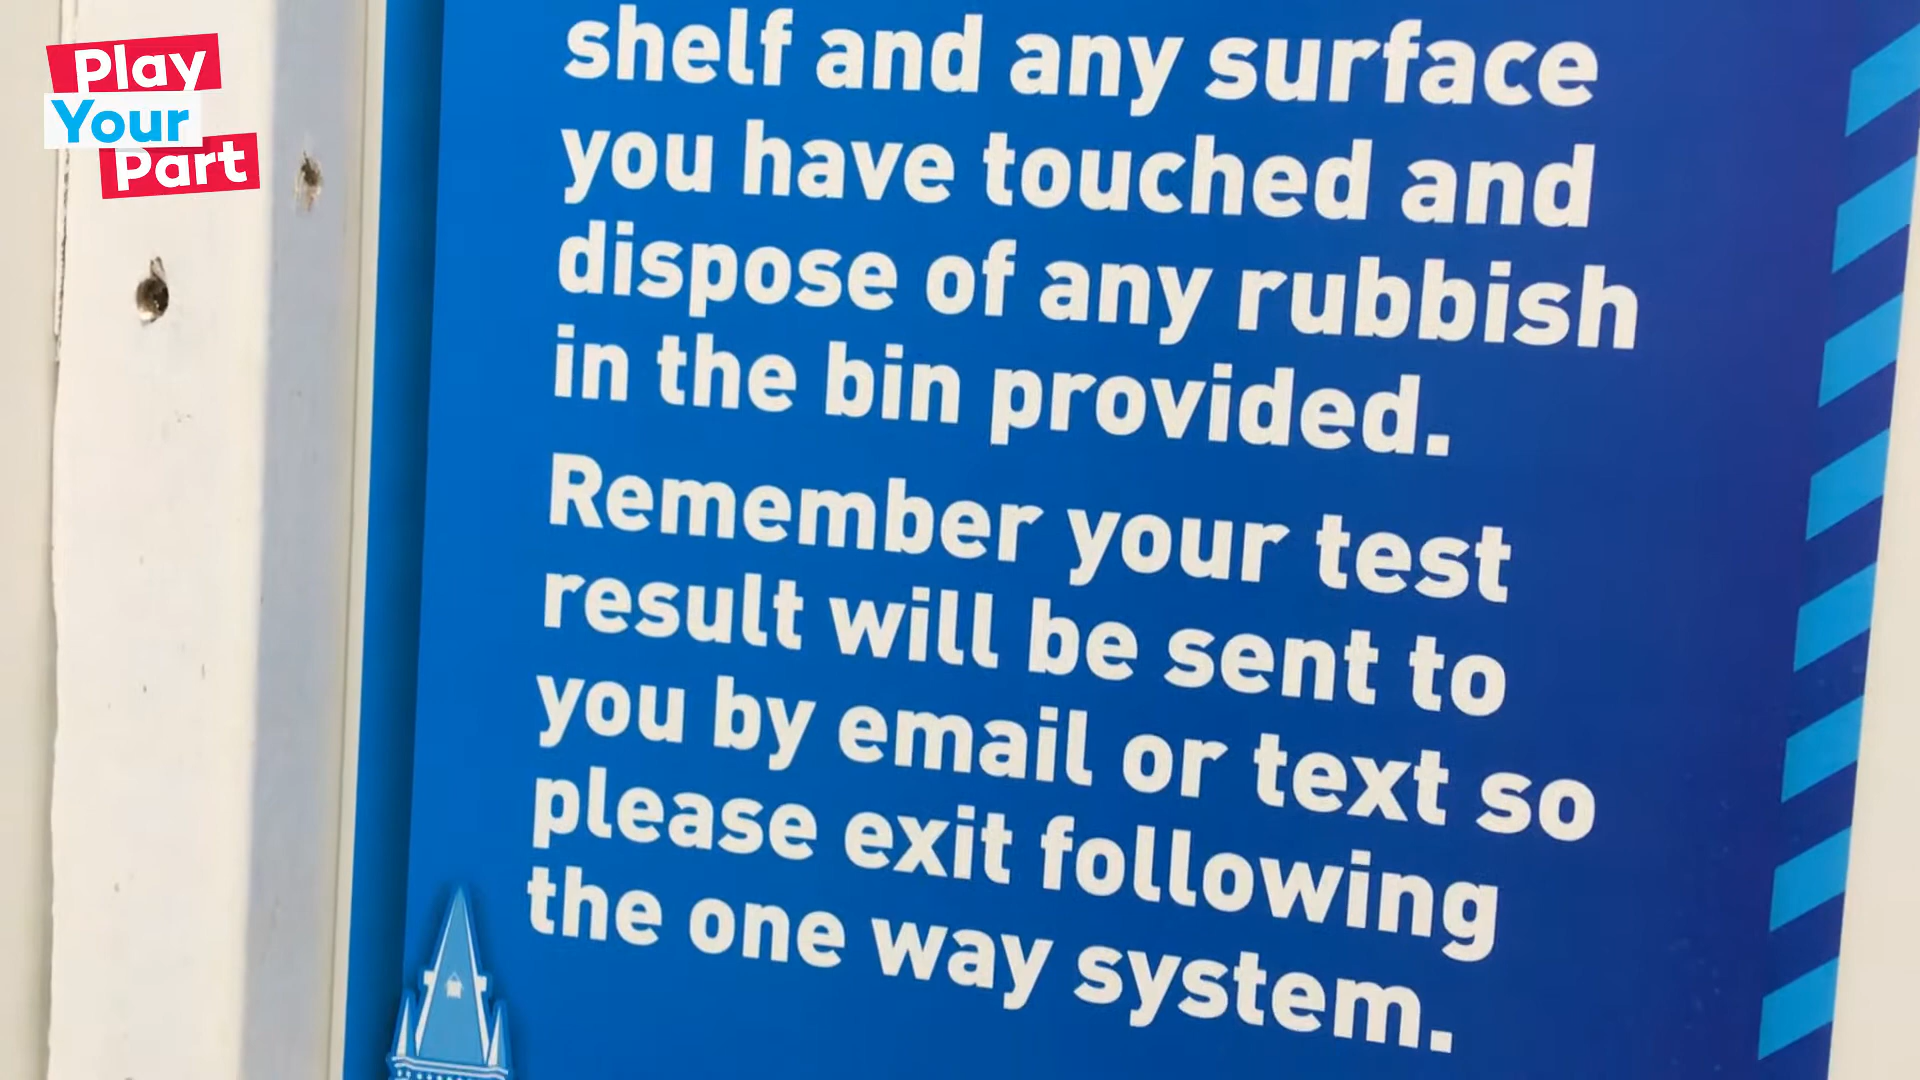 Play
Your
Part
shelf and any surface
you have touched and
dispose of any rubbish
in the bin provided.
Remember your test
result will be sent to
you by email or text so
please exit following
the one way system.